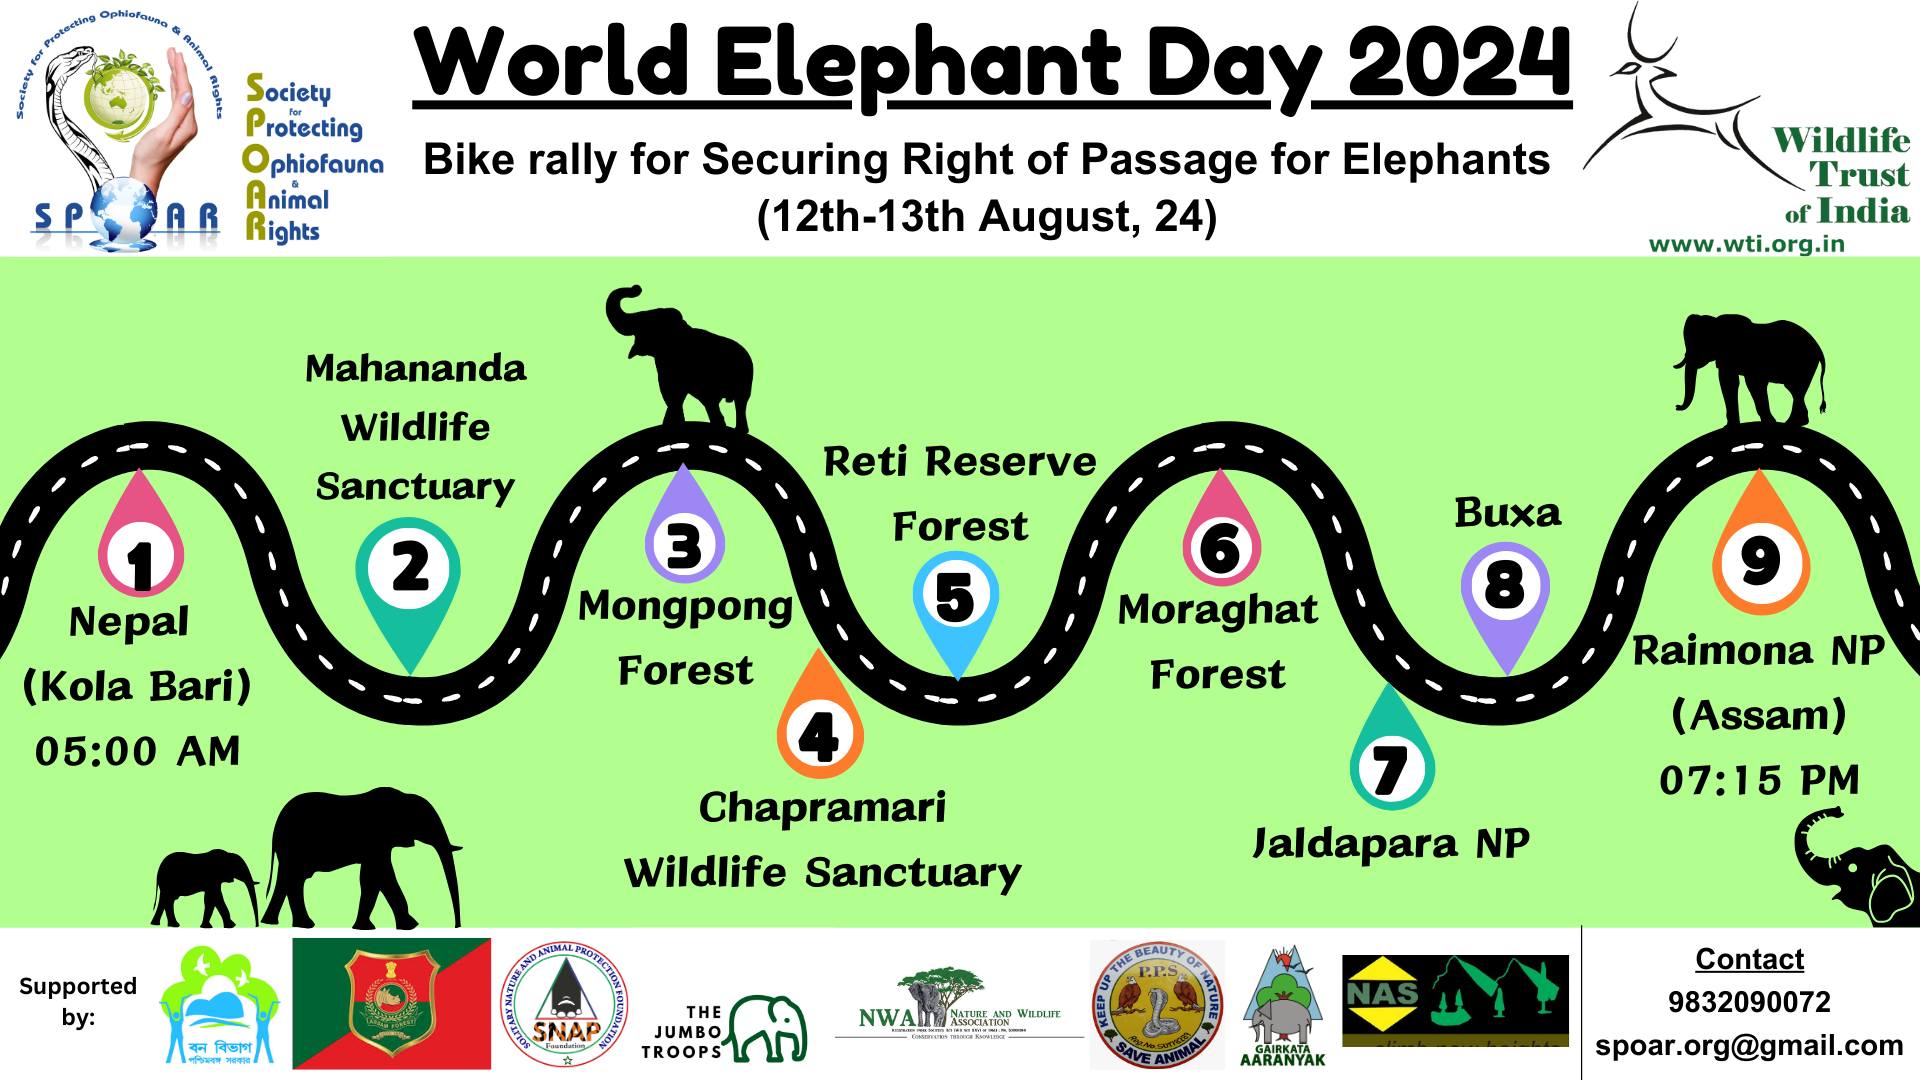 Society for Protecting Ophiofauna & Animal Rights
SPOAR
Society
for
Protecting
Ophiofauna
&
Animal
Rights
World Elephant Day 2024
Bike rally for Securing Right of Passage for Elephants
(12th-13th August, 24)
Wildlife
Trust
of India
www.wti.org.in
1
Nepal
(Kola Bari)
05:00 AM
Mahananda
Wildlife
Sanctuary
2
3
Mongpong
Forest
4
Chapramari
Wildlife Sanctuary
Reti Reserve
Forest
5
6
Moraghat
Forest
7
Jaldapara NP
Buxa
8
9
Raimona NP
(Assam)
07:15 PM
Supported
by:
বন বিভাগ
পশ্চিমবঙ্গ সরকার
ASSAM FOREST
SOLITARY NATURE AND ANIMAL PROTECTION FOUNDATION
SNAP
Foundation
THE
JUMBO
TROOPS
NWA
NATURE AND WILDLIFE
ASSOCIATION
CONSERVATION THROUGH KNOWLEDGE
KEEP UP THE BEAUTY OF NATURE
P.P.S
SAVE ANIMAL
GAIRKATA
AARANYAK
NAS
Contact
9832090072
spoar.org@gmail.com